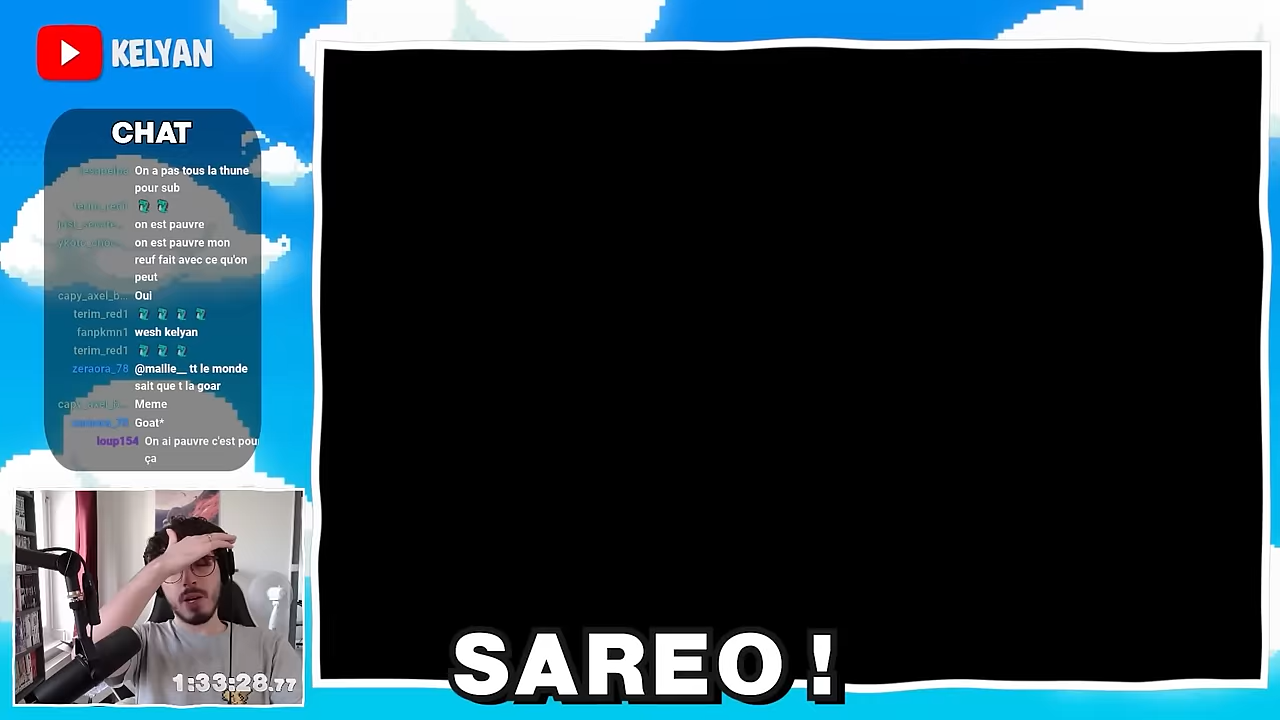 KELYAN
CHAT
On a pas tous la thune
pour sub
on est pauvre
on est pauvre mon
reuf fait avec ce qu'on
peut
capy_axel_b... Oui
terim_red1
fanpkmn1 wesh kelyan
terim_red1
zeraora_78 @mallie__ tt le monde
sait que t la goar
Meme
zeraora_78 Goat*
loup154 On ai pauvre c'est pour
ça
1:33:28.77
SAREO !